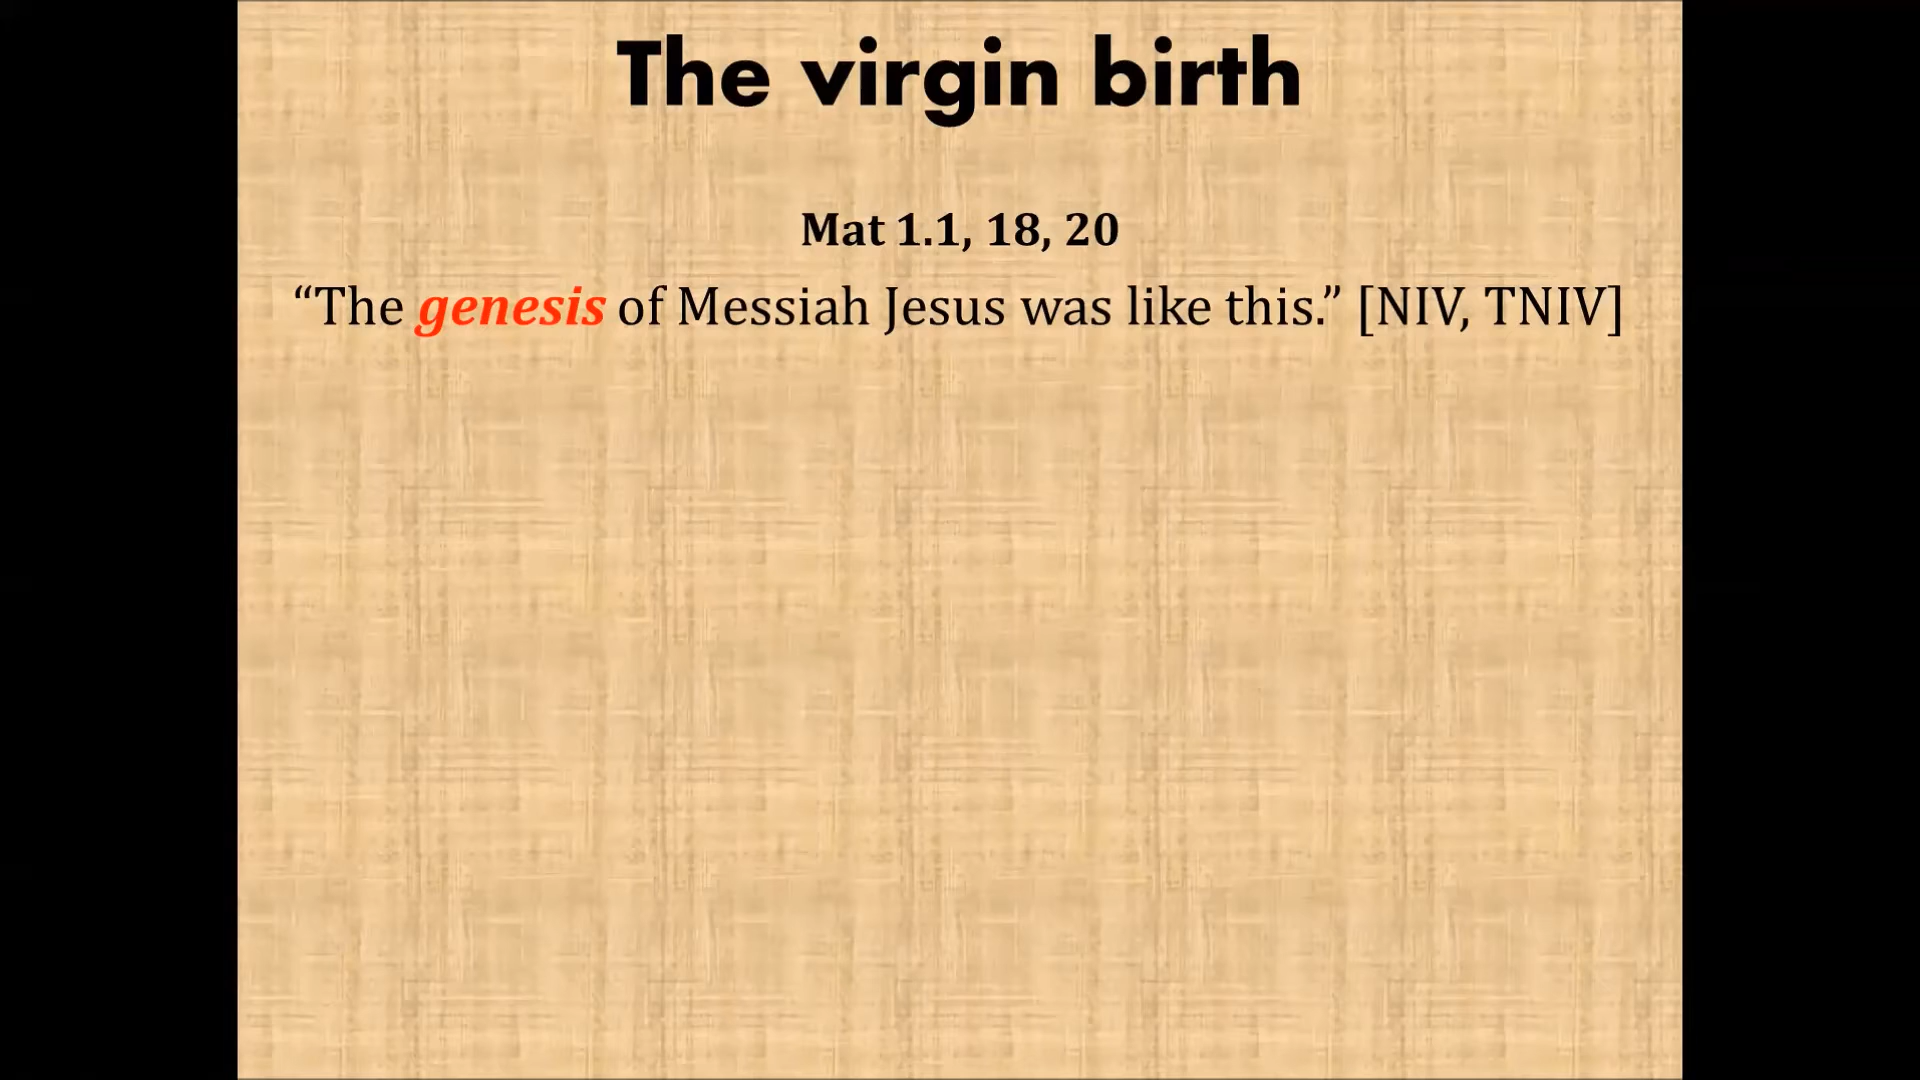 The virgin birth
Mat 1.1, 18, 20
“The genesis of Messiah Jesus was like this.” [NIV, TNIV]